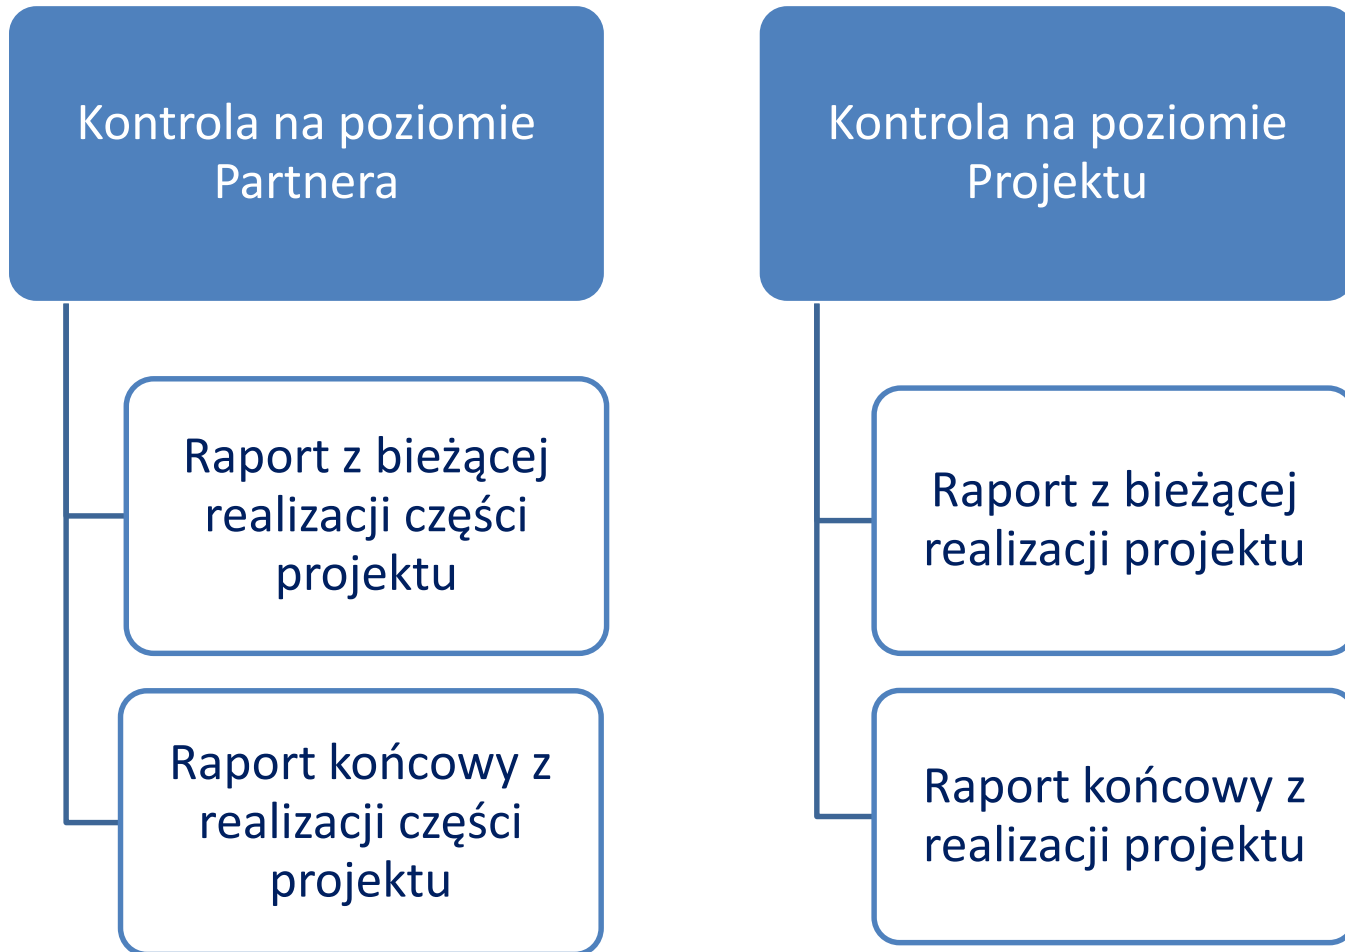 Kontrola na poziomie
Partnera
Raport z bieżącej
realizacji części
projektu
Raport końcowy z
realizacji części
projektu
Kontrola na poziomie
Projektu
Raport z bieżącej
realizacji projektu
Raport końcowy z
realizacji projektu